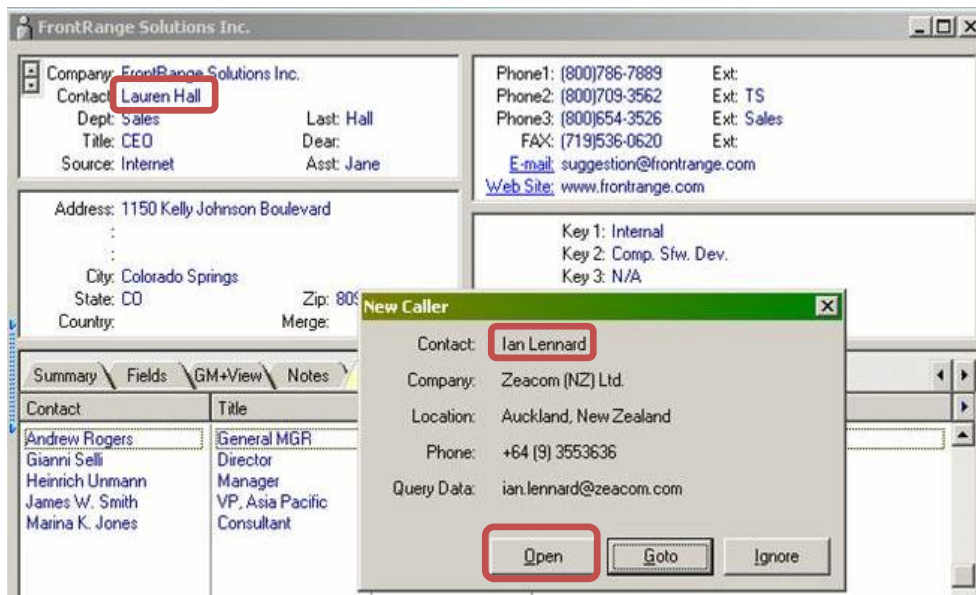 FrontRange Solutions Inc.
Company: FrontRange Solutions Inc.
Contact: Lauren Hall
Dept: Sales Last: Hall
Title: CEO Dear:
Source: Internet Asst: Jane
Phone1: (800)786-7889 Ext:
Phone2: (800)709-3562 Ext: TS
Phone3: (800)654-3526 Ext: Sales
FAX: (719)536-0620 Ext:
E-mail: suggestion@frontrange.com
Web Site: www.frontrange.com
Address: 1150 Kelly Johnson Boulevard
:
:
City: Colorado Springs
State: CO Zip:
Country: Merge:
Key 1: Internal
Key 2: Comp. Sfw. Dev.
Key 3: N/A
Summary Fields GM+View Notes
Contact Title
Andrew Rogers General MGR
Gianni Selli Director
Heinrich Unmann Manager
James W. Smith VP, Asia Pacific
Marina K. Jones Consultant
New Caller
Contact: Ian Lennard
Company: Zeacom (NZ) Ltd.
Location: Auckland, New Zealand
Phone: +64 (9) 3553636
Query Data: ian.lennard@zeacom.com
Open Goto Ignore